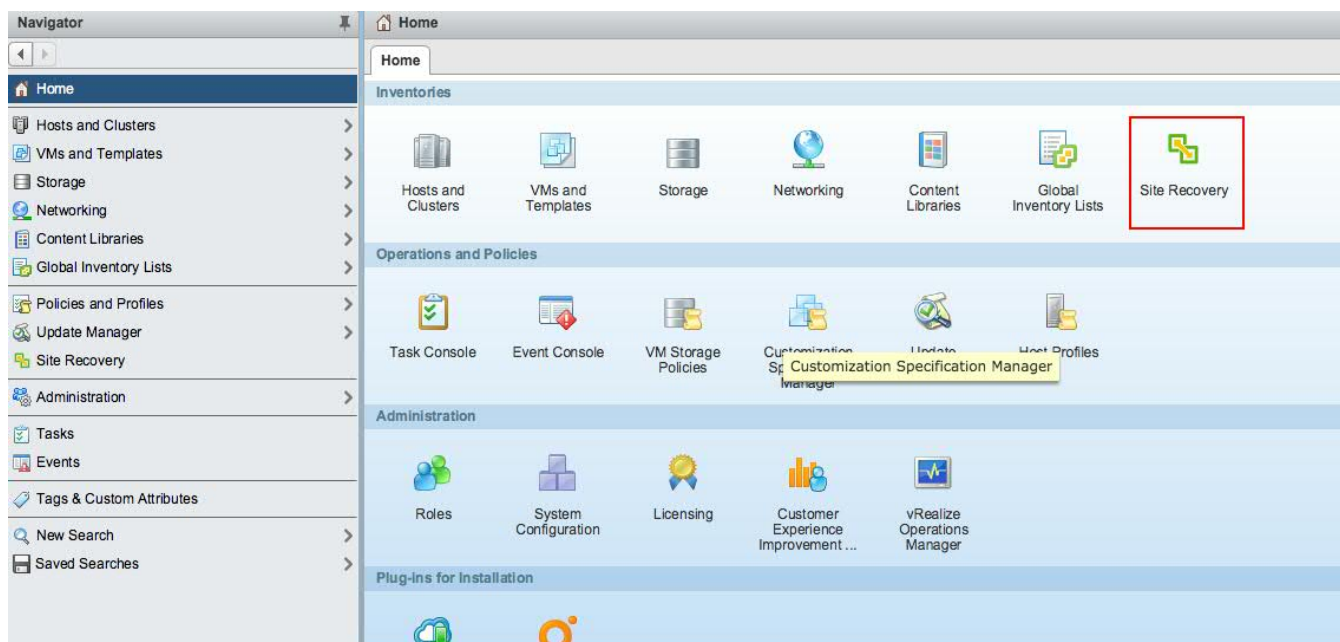 Navigator
Home
Hosts and Clusters
VMs and Templates
Storage
Networking
Content Libraries
Global Inventory Lists
Policies and Profiles
Update Manager
Site Recovery
Administration
Tasks
Events
Tags & Custom Attributes
New Search
Saved Searches
Home
Home
Inventories
Hosts and
Clusters
VMs and
Templates
Storage
Networking
Content
Libraries
Global
Inventory Lists
Site Recovery
Operations and Policies
Task Console
Event Console
VM Storage
Policies
Customization
Manager
Update
Host Profiles
Customization Specification Manager
Administration
Roles
System
Configuration
Licensing
Customer
Experience
Improvement ...
vRealize
Operations
Manager
Plug-ins for Installation